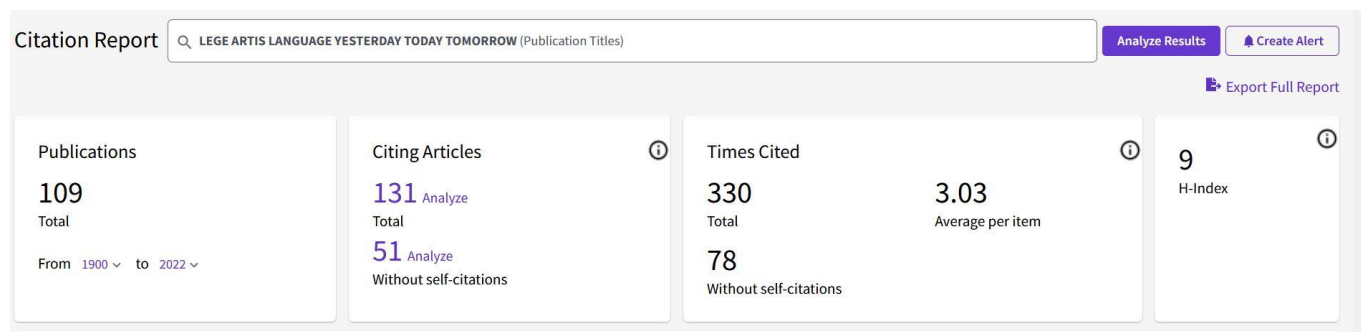 Citation Report
LEGE ARTIS LANGUAGE YESTERDAY TODAY TOMORROW (Publication Titles)
Analyze Results
Create Alert
Export Full Report
Publications
109
Total
From 1900 to 2022
Citing Articles
131 Analyze
Total
51 Analyze
Without self-citations
Times Cited
330
Total
78
Without self-citations
3.03
Average per item
9
H-Index